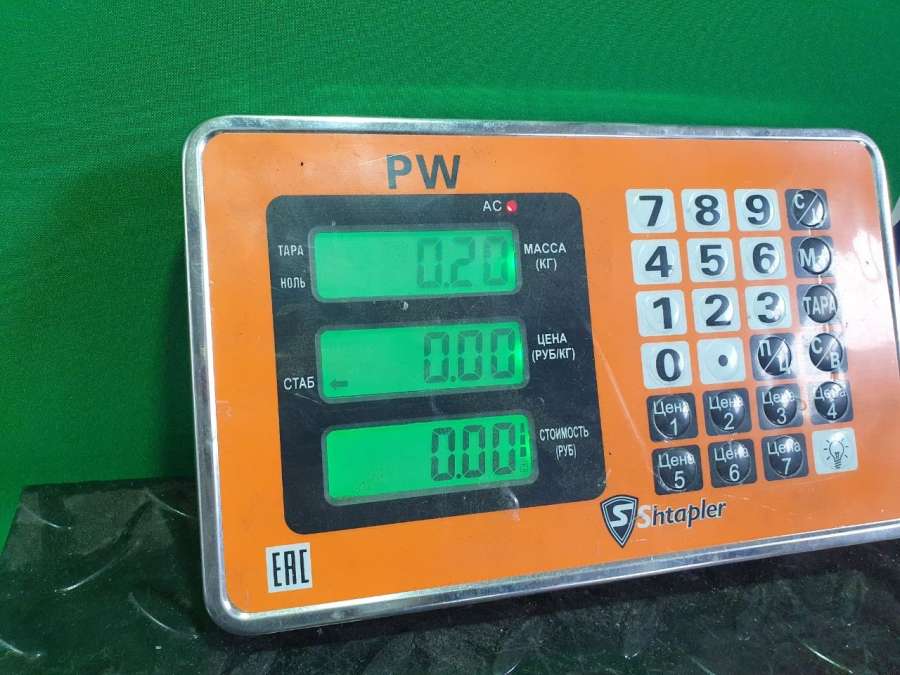 PW
AC
ТАРА
НОЛЬ
0.20
МАССА
(КГ)
СТАБ
←
0.00
ЦЕНА
(РУБ/КГ)
0.00
СТОИМОСТЬ
(РУБ)
7 8 9
4 5 6 М+
1 2 3 ТАРА
0 . П/Ц С/В
Цена 1 Цена 2 Цена 3 Цена 4
Цена 5 Цена 6 Цена 7
S Shtapler
EAC